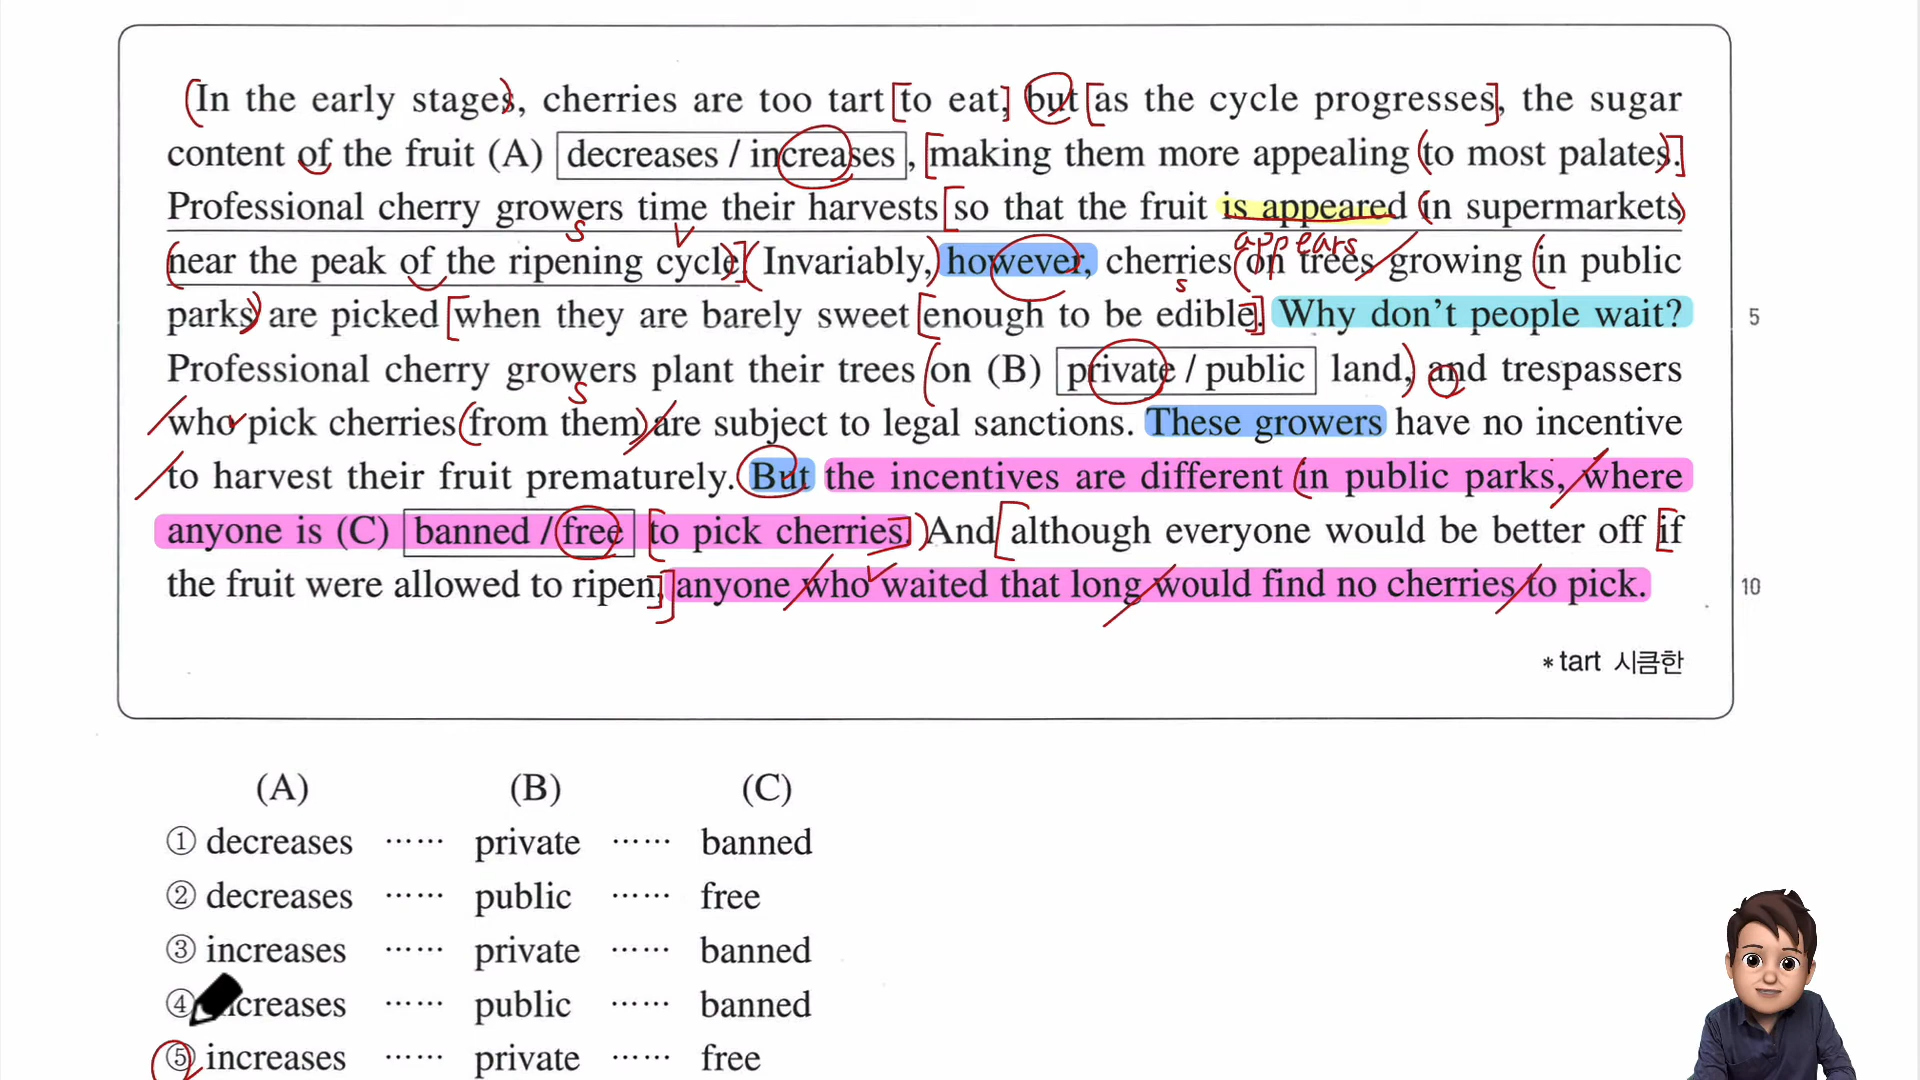 In the early stages, cherries are too tart to eat, but as the cycle progresses, the sugar
content of the fruit (A) decreases / increases , making them more appealing to most palates.
Professional cherry growers time their harvests so that the fruit is appeared in supermarkets
s v appears
near the peak of the ripening cycle. Invariably, however, cherries on trees growing in public
s
parks are picked when they are barely sweet enough to be edible. Why don't people wait? 5
Professional cherry growers plant their trees on (B) private / public land, and trespassers
s
who pick cherries from them are subject to legal sanctions. These growers have no incentive
to harvest their fruit prematurely. But the incentives are different in public parks, where
anyone is (C) banned / free to pick cherries. And although everyone would be better off if
the fruit were allowed to ripen, anyone who waited that long would find no cherries to pick. 10
*tart 시큼한
(A) (B) (C)
① decreases ⋯⋯ private ⋯⋯ banned
② decreases ⋯⋯ public ⋯⋯ free
③ increases ⋯⋯ private ⋯⋯ banned
④ increases ⋯⋯ public ⋯⋯ banned
⑤ increases ⋯⋯ private ⋯⋯ free